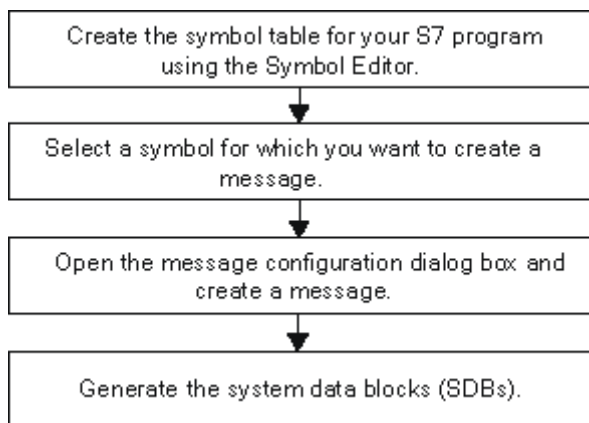 Create the symbol table for your S7 program
using the Symbol Editor.
Select a symbol for which you want to create a
message.
Open the message configuration dialog box and
create a message.
Generate the system data blocks (SDBs).